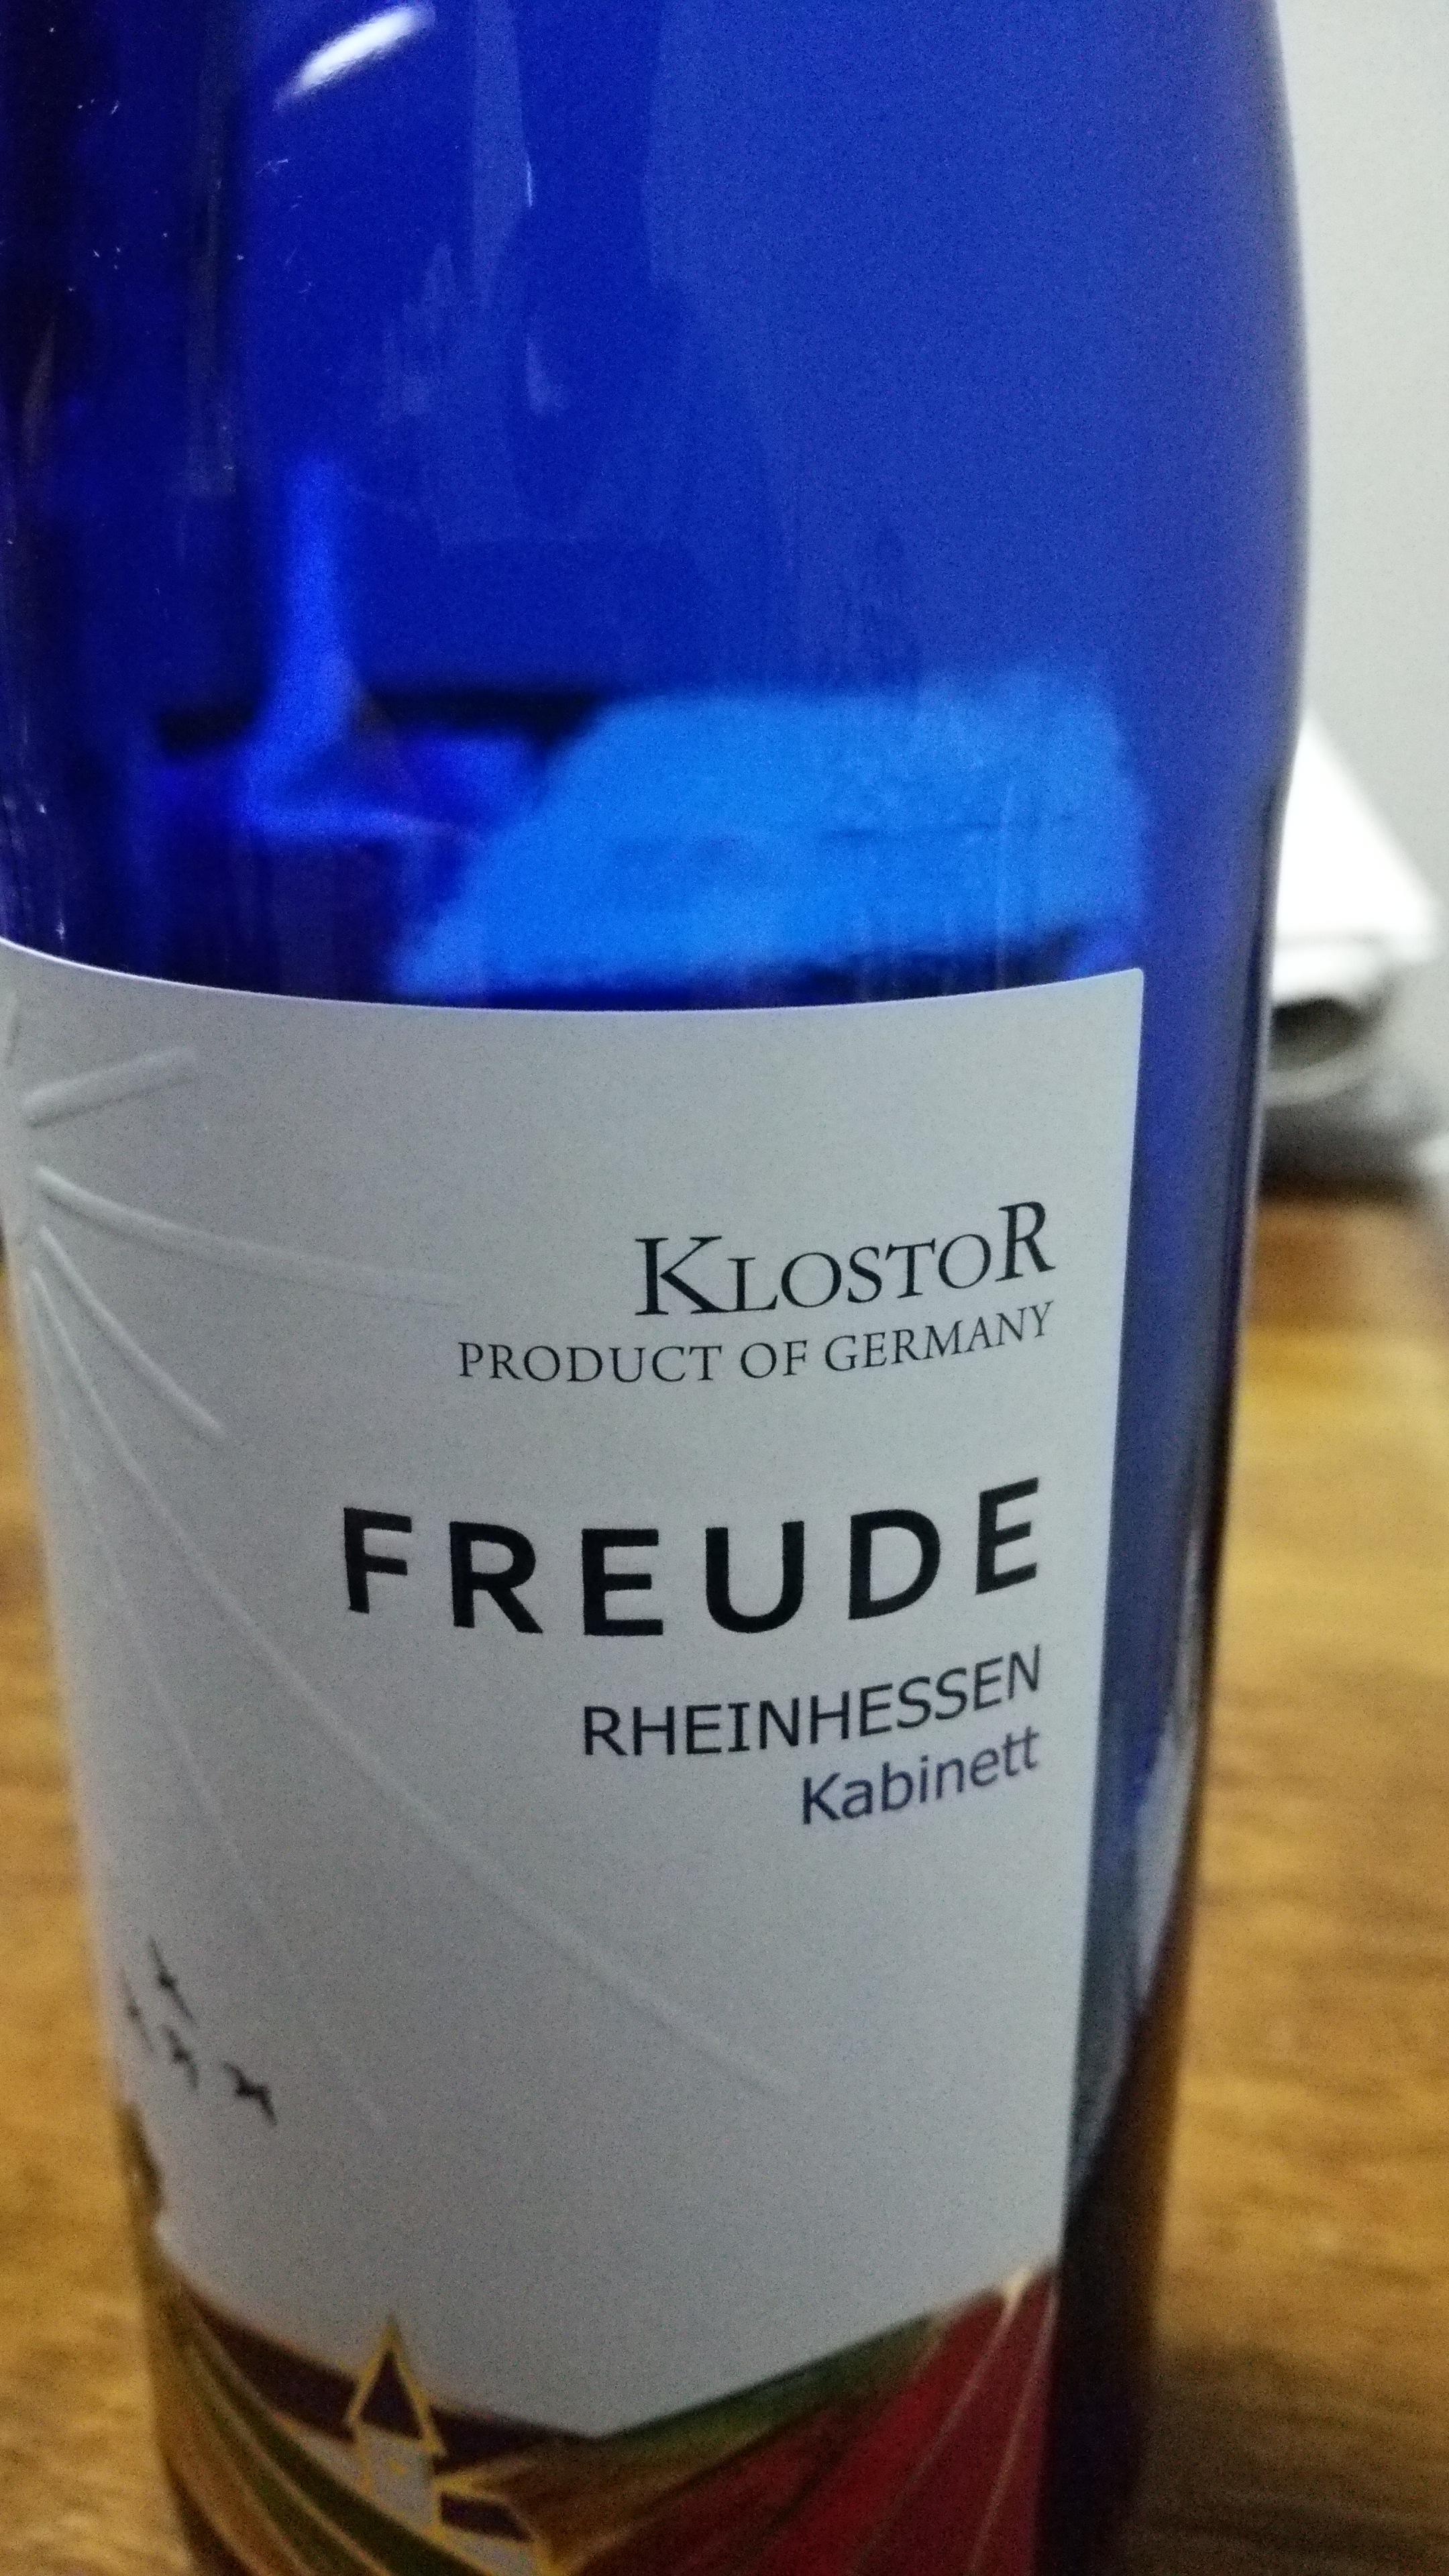 KLOSTOR
PRODUCT OF GERMANY
FREUDE
RHEINHESSEN
Kabinett